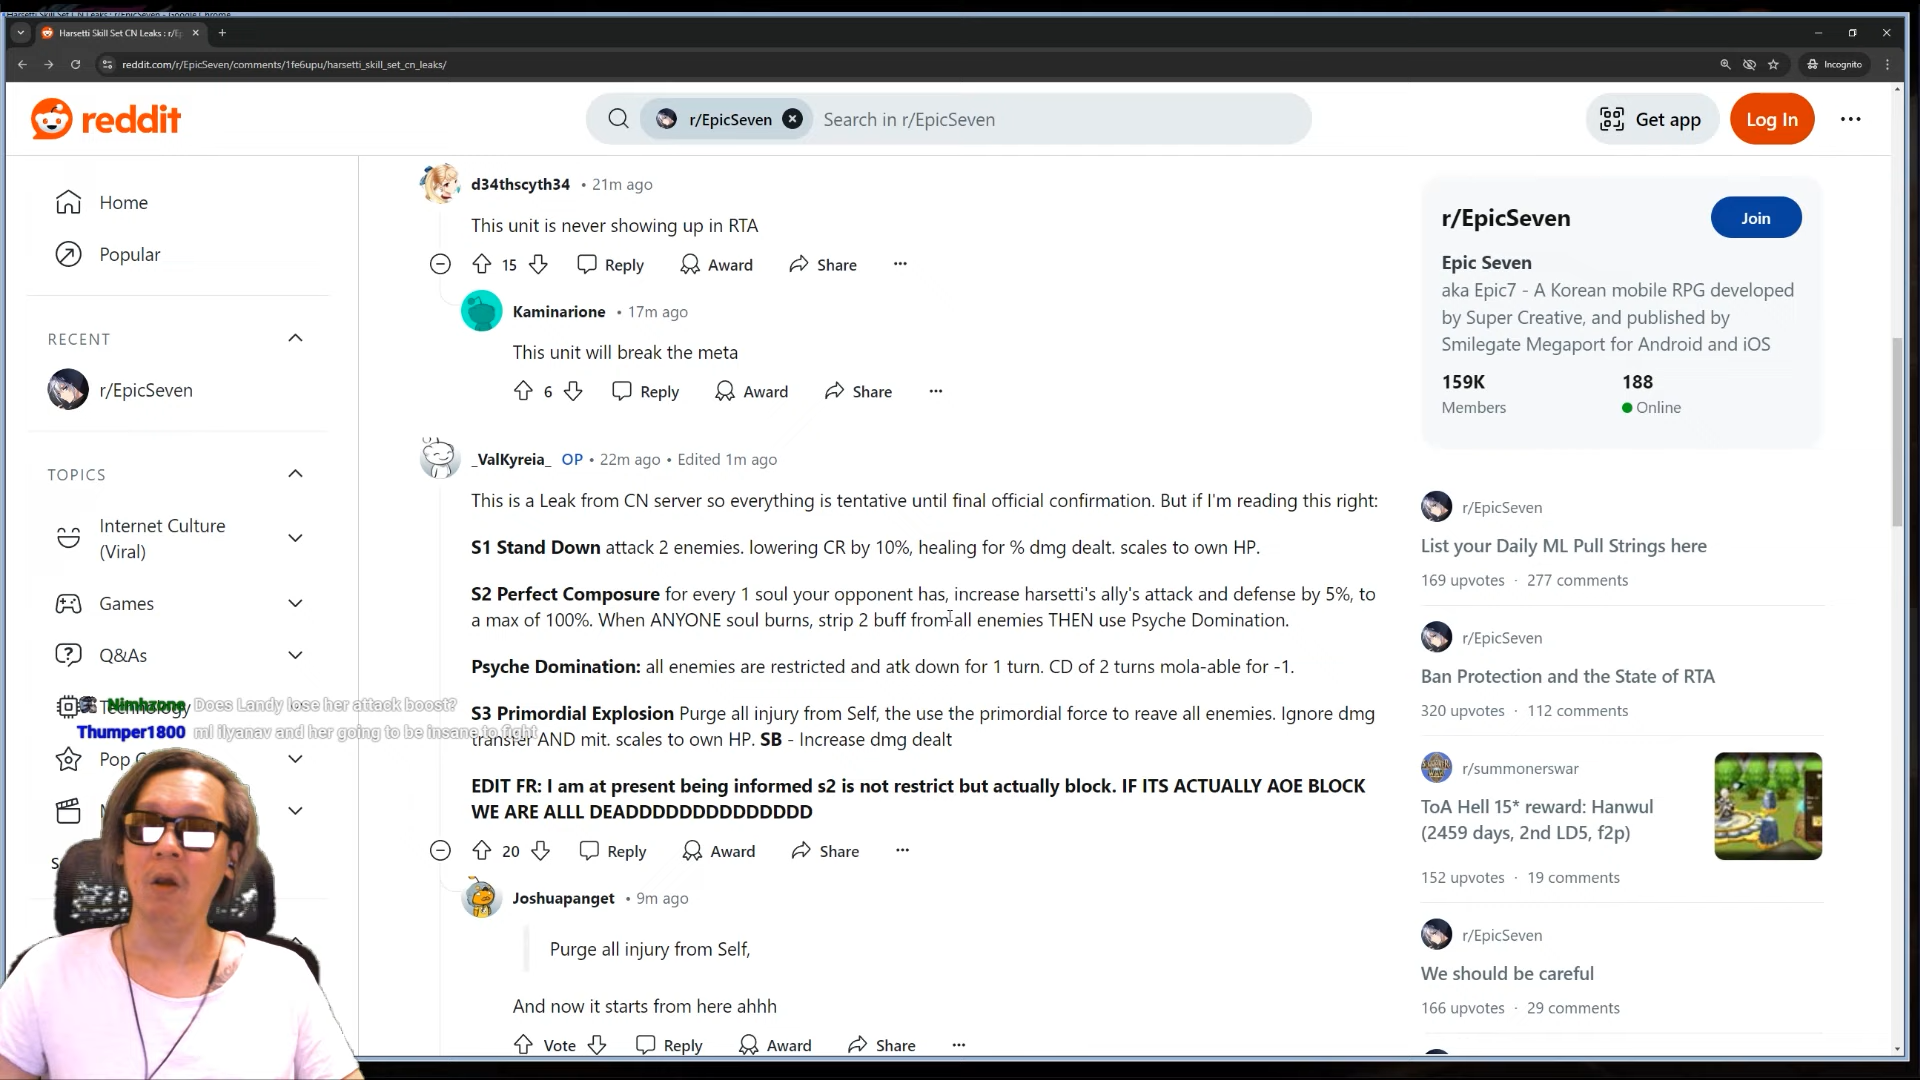 Harsetti Skill Set CN Leaks : r/E
reddit.com/r/EpicSeven/comments/1fe6upu/harsetti_skill_set_cn_leaks/
Incognito
reddit
r/EpicSeven
Search in r/EpicSeven
Get app
Log In
Home
Popular
RECENT
r/EpicSeven
TOPICS
Internet Culture
(Viral)
Games
Q&As
Technology
Pop C
d34thscyth34 • 21m ago
This unit is never showing up in RTA
15 Reply Award Share
Kaminarione • 17m ago
This unit will break the meta
6 Reply Award Share
_ValKyreia_ OP • 22m ago • Edited 1m ago
This is a Leak from CN server so everything is tentative until final official confirmation. But if I'm reading this right:
S1 Stand Down attack 2 enemies. lowering CR by 10%, healing for % dmg dealt. scales to own HP.
S2 Perfect Composure for every 1 soul your opponent has, increase harsetti's ally's attack and defense by 5%, to
a max of 100%. When ANYONE soul burns, strip 2 buff from all enemies THEN use Psyche Domination.
Psyche Domination: all enemies are restricted and atk down for 1 turn. CD of 2 turns mola-able for -1.
S3 Primordial Explosion Purge all injury from Self, the use the primordial force to reave all enemies. Ignore dmg
transfer AND mit. scales to own HP. SB - Increase dmg dealt
EDIT FR: I am at present being informed s2 is not restrict but actually block. IF ITS ACTUALLY AOE BLOCK
WE ARE ALLL DEADDDDDDDDDDDDDD
20 Reply Award Share
Joshuapanget • 9m ago
Purge all injury from Self,
And now it starts from here ahhh
Vote Reply Award Share
Nimhzone Does Landy lose her attack boost?
Thumper1800 ml ilyanav and her going to be insane to fight
r/EpicSeven
Join
Epic Seven
aka Epic7 - A Korean mobile RPG developed
by Super Creative, and published by
Smilegate Megaport for Android and iOS
159K 188
Members Online
r/EpicSeven
List your Daily ML Pull Strings here
169 upvotes · 277 comments
r/EpicSeven
Ban Protection and the State of RTA
320 upvotes · 112 comments
r/summonerswar
ToA Hell 15* reward: Hanwul
(2459 days, 2nd LD5, f2p)
152 upvotes · 19 comments
r/EpicSeven
We should be careful
166 upvotes · 29 comments